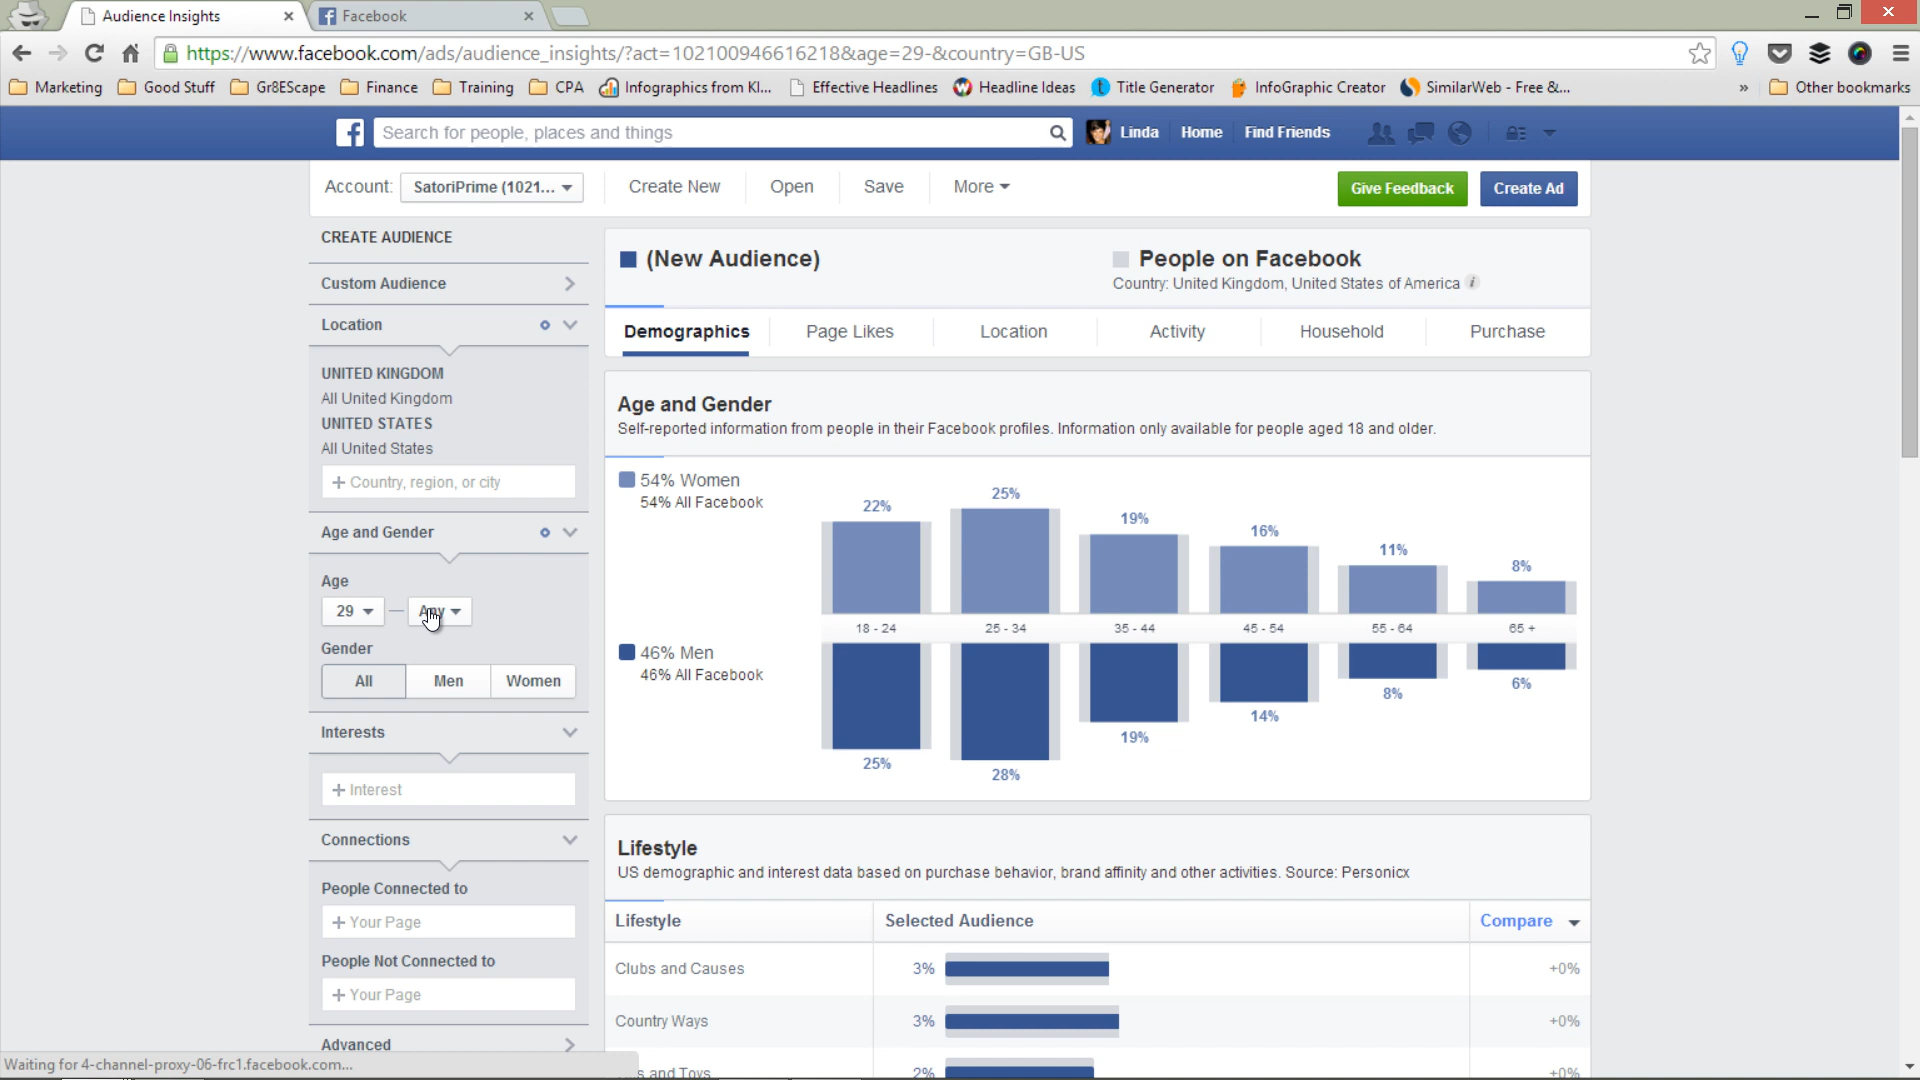 Audience Insights
Facebook
https://www.facebook.com/ads/audience_insights/?act=102100946616218&age=29-&country=GB-US
Marketing
Good Stuff
Gr8EScape
Finance
Training
CPA
Infographics from KI...
Effective Headlines
Headline Ideas
Title Generator
InfoGraphic Creator
SimilarWeb - Free &...
»
Other bookmarks
Search for people, places and things
Linda
Home
Find Friends
Account:
SatoriPrime (1021...
Create New
Open
Save
More
Give Feedback
Create Ad
CREATE AUDIENCE
Custom Audience
Location
UNITED KINGDOM
All United Kingdom
UNITED STATES
All United States
+ Country, region, or city
Age and Gender
Age
29 — Any
Gender
All
Men
Women
Interests
+ Interest
Connections
People Connected to
+ Your Page
People Not Connected to
+ Your Page
Advanced
(New Audience)
People on Facebook
Country: United Kingdom, United States of America i
Demographics
Page Likes
Location
Activity
Household
Purchase
Age and Gender
Self-reported information from people in their Facebook profiles. Information only available for people aged 18 and older.
54% Women
54% All Facebook
22%
25%
19%
16%
11%
8%
18 - 24
25 - 34
35 - 44
45 - 54
55 - 64
65 +
46% Men
46% All Facebook
25%
28%
19%
14%
8%
6%
Lifestyle
US demographic and interest data based on purchase behavior, brand affinity and other activities. Source: Personicx
Lifestyle
Selected Audience
Compare
Clubs and Causes
3%
+0%
Country Ways
3%
+0%
s and Toys
2%
+0%
Waiting for 4-channel-proxy-06-frc1.facebook.com...